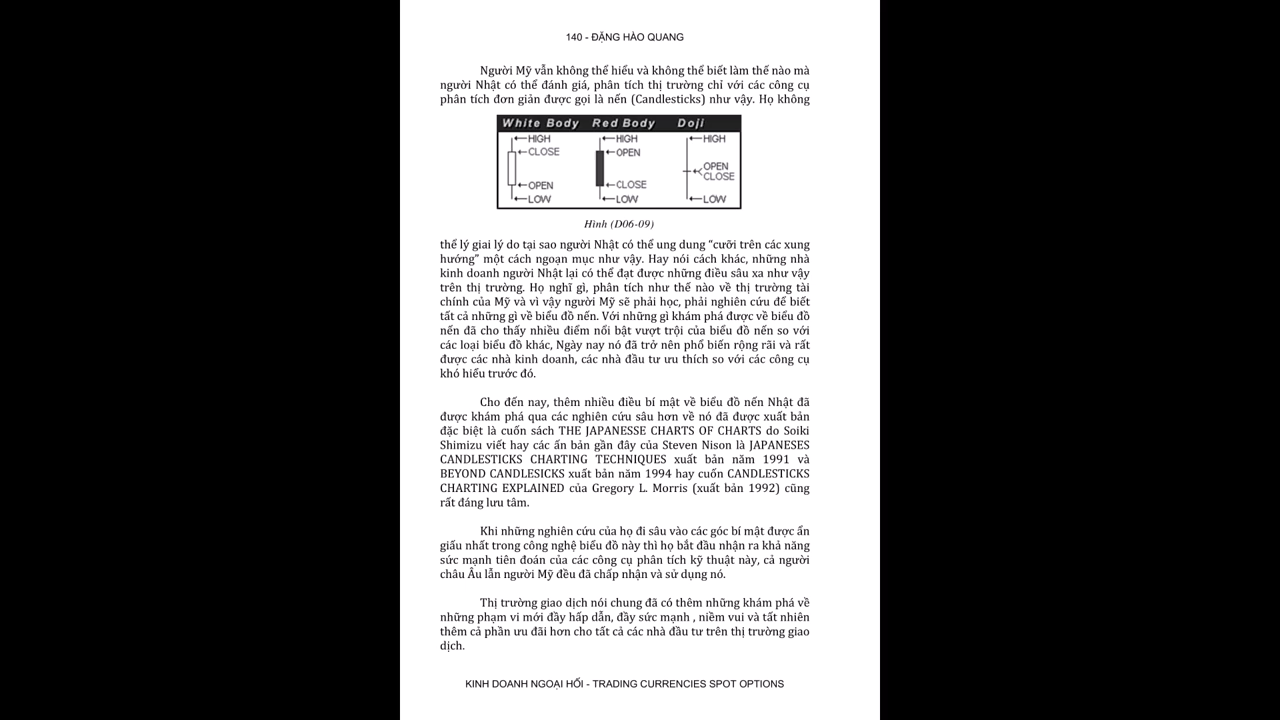 140 - ĐẶNG HÀO QUANG
Người Mỹ vẫn không thể hiểu và không thể biết làm thế nào mà
người Nhật có thể đánh giá, phân tích thị trường chỉ với các công cụ
phân tích đơn giản được gọi là nến (Candlesticks) như vậy. Họ không
White Body Red Body Doji
HIGH HIGH HIGH
CLOSE OPEN
OPEN
CLOSE
OPEN CLOSE
LOW LOW LOW
Hình (D06-09)
thể lý giai lý do tại sao người Nhật có thể ung dung “cưỡi trên các xung
hướng” một cách ngoạn mục như vậy. Hay nói cách khác, những nhà
kinh doanh người Nhật lại có thể đạt được những điều sâu xa như vậy
trên thị trường. Họ nghĩ gì, phân tích như thế nào về thị trường tài
chính của Mỹ và vì vậy người Mỹ sẽ phải học, phải nghiên cứu để biết
tất cả những gì về biểu đồ nến. Với những gì khám phá được về biểu đồ
nến đã cho thấy nhiều điểm nổi bật vượt trội của biểu đồ nến so với
các loại biểu đồ khác, Ngày nay nó đã trở nên phổ biến rộng rãi và rất
được các nhà kinh doanh, các nhà đầu tư ưu thích so với các công cụ
khó hiểu trước đó.
Cho đến nay, thêm nhiều điều bí mật về biểu đồ nến Nhật đã
được khám phá qua các nghiên cứu sâu hơn về nó đã được xuất bản
đặc biệt là cuốn sách THE JAPANESSE CHARTS OF CHARTS do Soiki
Shimizu viết hay các ấn bản gần đây của Steven Nison là JAPANESES
CANDLESTICKS CHARTING TECHNIQUES xuất bản năm 1991 và
BEYOND CANDLESICKS xuất bản năm 1994 hay cuốn CANDLESTICKS
CHARTING EXPLAINED của Gregory L. Morris (xuất bản 1992) cũng
rất đáng lưu tâm.
Khi những nghiên cứu của họ đi sâu vào các góc bí mật được ẩn
giấu nhất trong công nghệ biểu đồ này thì họ bắt đầu nhận ra khả năng
sức mạnh tiên đoán của các công cụ phân tích kỹ thuật này, cả người
châu Âu lẫn người Mỹ đều đã chấp nhận và sử dụng nó.
Thị trường giao dịch nói chung đã có thêm những khám phá về
những phạm vi mới đầy hấp dẫn, đầy sức mạnh , niềm vui và tất nhiên
thêm cả phần ưu đãi hơn cho tất cả các nhà đầu tư trên thị trường giao
dịch.
KINH DOANH NGOẠI HỐI - TRADING CURRENCIES SPOT OPTIONS